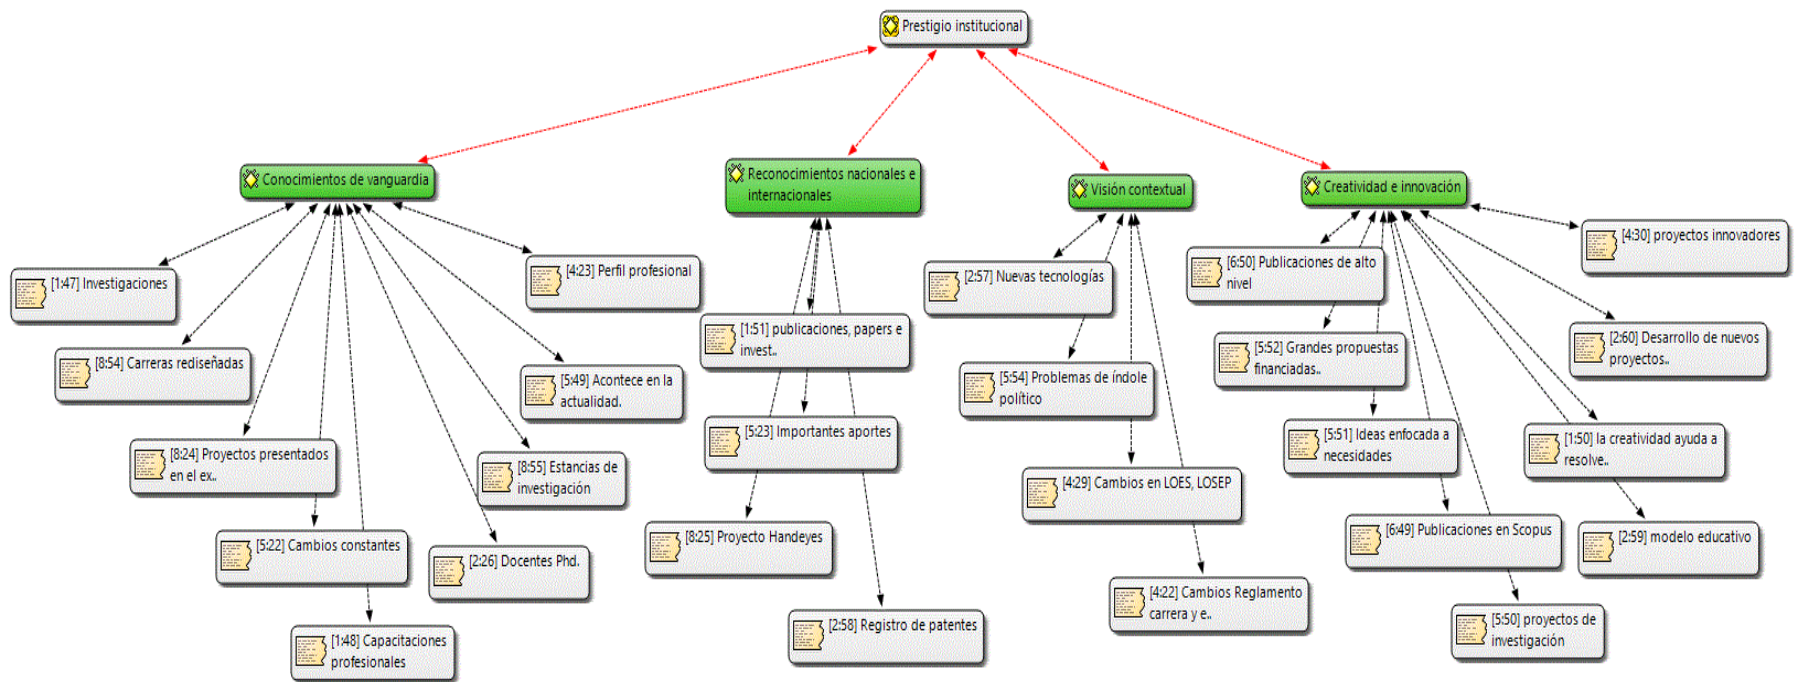 Prestigio institucional
Conocimientos de vanguardia
Reconocimientos nacionales e
internacionales
Visión contextual
Creatividad e innovación
[1:47] Investigaciones
[8:54] Carreras rediseñadas
[8:24] Proyectos presentados
en el ex..
[5:22] Cambios constantes
[1:48] Capacitaciones
profesionales
[2:26] Docentes Phd.
[8:55] Estancias de
investigación
[5:49] Acontece en la
actualidad.
[4:23] Perfil profesional
[1:51] publicaciones, papers e
invest..
[5:23] Importantes aportes
[8:25] Proyecto Handeyes
[2:58] Registro de patentes
[2:57] Nuevas tecnologías
[5:54] Problemas de índole
político
[4:29] Cambios en LOES, LOSEP
[4:22] Cambios Reglamento
carrera y e..
[6:50] Publicaciones de alto
nivel
[5:52] Grandes propuestas
financiadas..
[5:51] Ideas enfocada a
necesidades
[6:49] Publicaciones en Scopus
[5:50] proyectos de
investigación
[2:59] modelo educativo
[1:50] la creatividad ayuda a
resolve..
[2:60] Desarrollo de nuevos
proyectos..
[4:30] proyectos innovadores